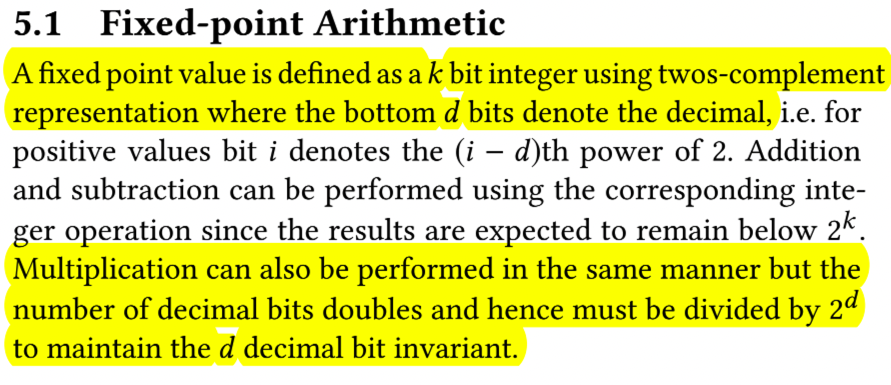 5.1 Fixed-point Arithmetic
A fixed point value is defined as a k bit integer using twos-complement
representation where the bottom d bits denote the decimal, i.e. for
positive values bit i denotes the (i − d)th power of 2. Addition
and subtraction can be performed using the corresponding inte-
ger operation since the results are expected to remain below 2^k.
Multiplication can also be performed in the same manner but the
number of decimal bits doubles and hence must be divided by 2^d
to maintain the d decimal bit invariant.